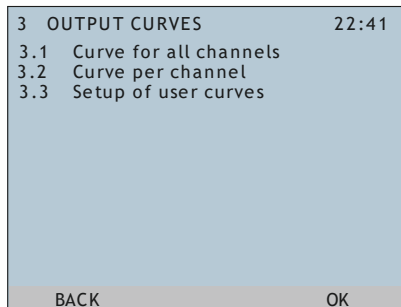 3 OUTPUT CURVES 22:41
3.1 Curve for all channels
3.2 Curve per channel
3.3 Setup of user curves
BACK OK